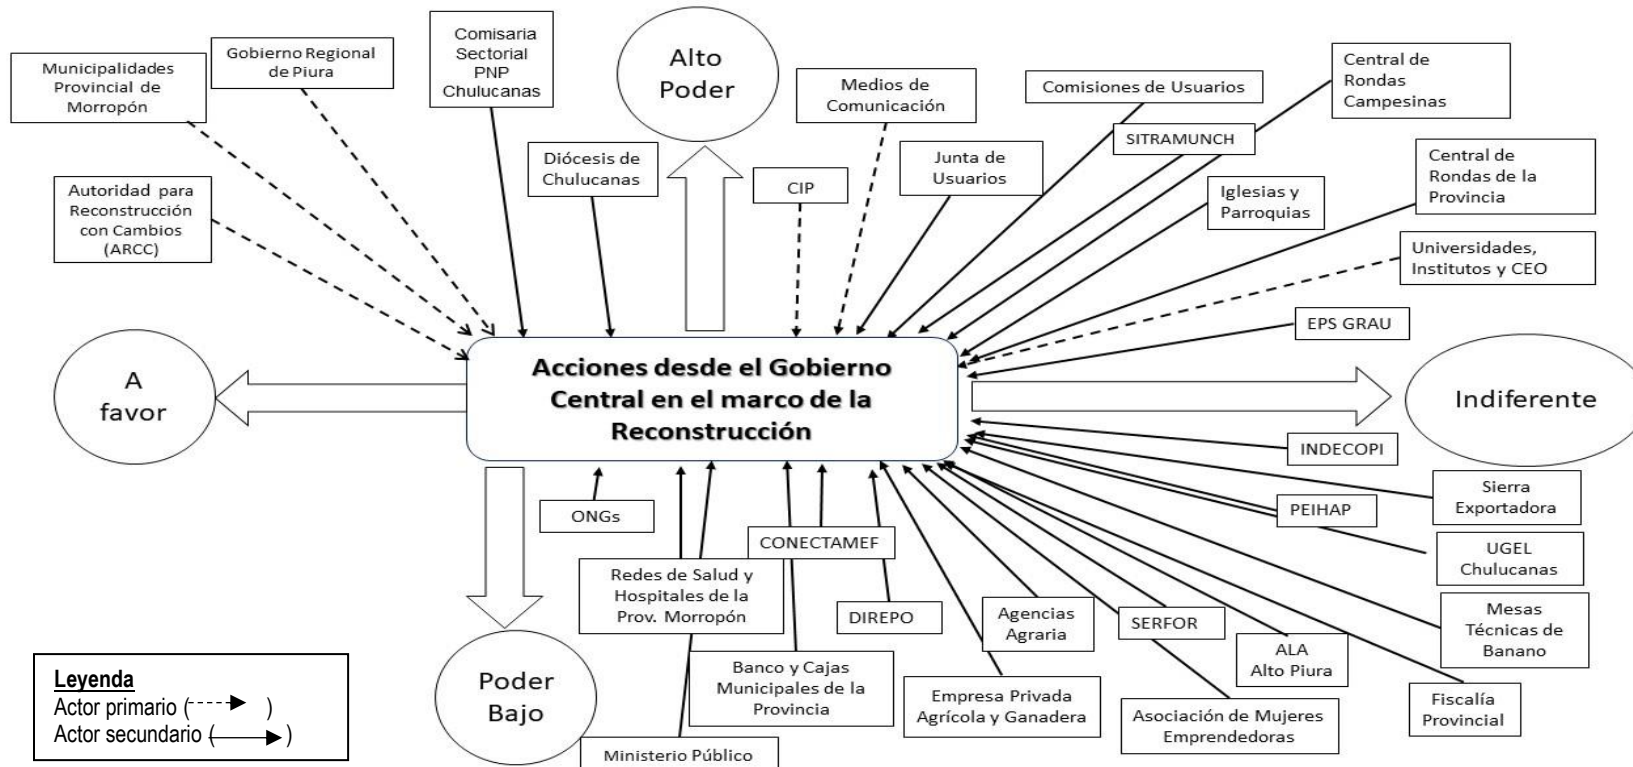 Municipalidades
Provincial de
Morropón
Gobierno Regional
de Piura
Comisaria
Sectorial
PNP
Chulucanas
Alto
Poder
Medios de
Comunicación
Comisiones de Usuarios
Central de
Rondas
Campesinas
SITRAMUNCH
Autoridad para
Reconstrucción
con Cambios
(ARCC)
Diócesis de
Chulucanas
CIP
Junta de
Usuarios
Iglesias y
Parroquias
Central de
Rondas de la
Provincia
Universidades,
Institutos y CEO
EPS GRAU
A
favor
Acciones desde el Gobierno
Central en el marco de la
Reconstrucción
Indiferente
INDECOPI
Sierra
Exportadora
PEIHAP
UGEL
Chulucanas
ONGs
CONECTAMEF
Redes de Salud y
Hospitales de la
Prov. Morropón
DIREPO
Agencias
Agraria
SERFOR
Mesas
Técnicas de
Banano
ALA
Alto Piura
Poder
Bajo
Banco y Cajas
Municipales de la
Provincia
Empresa Privada
Agrícola y Ganadera
Asociación de Mujeres
Emprendedoras
Fiscalía
Provincial
Ministerio Público
Leyenda
Actor primario ( )
Actor secundario ( )